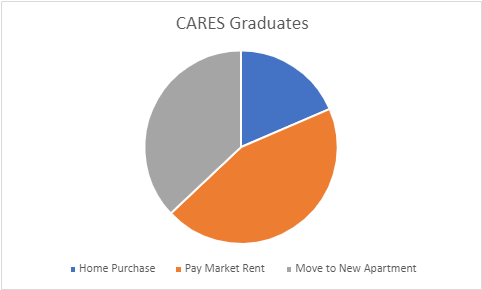 CARES Graduates
Home Purchase Pay Market Rent Move to New Apartment